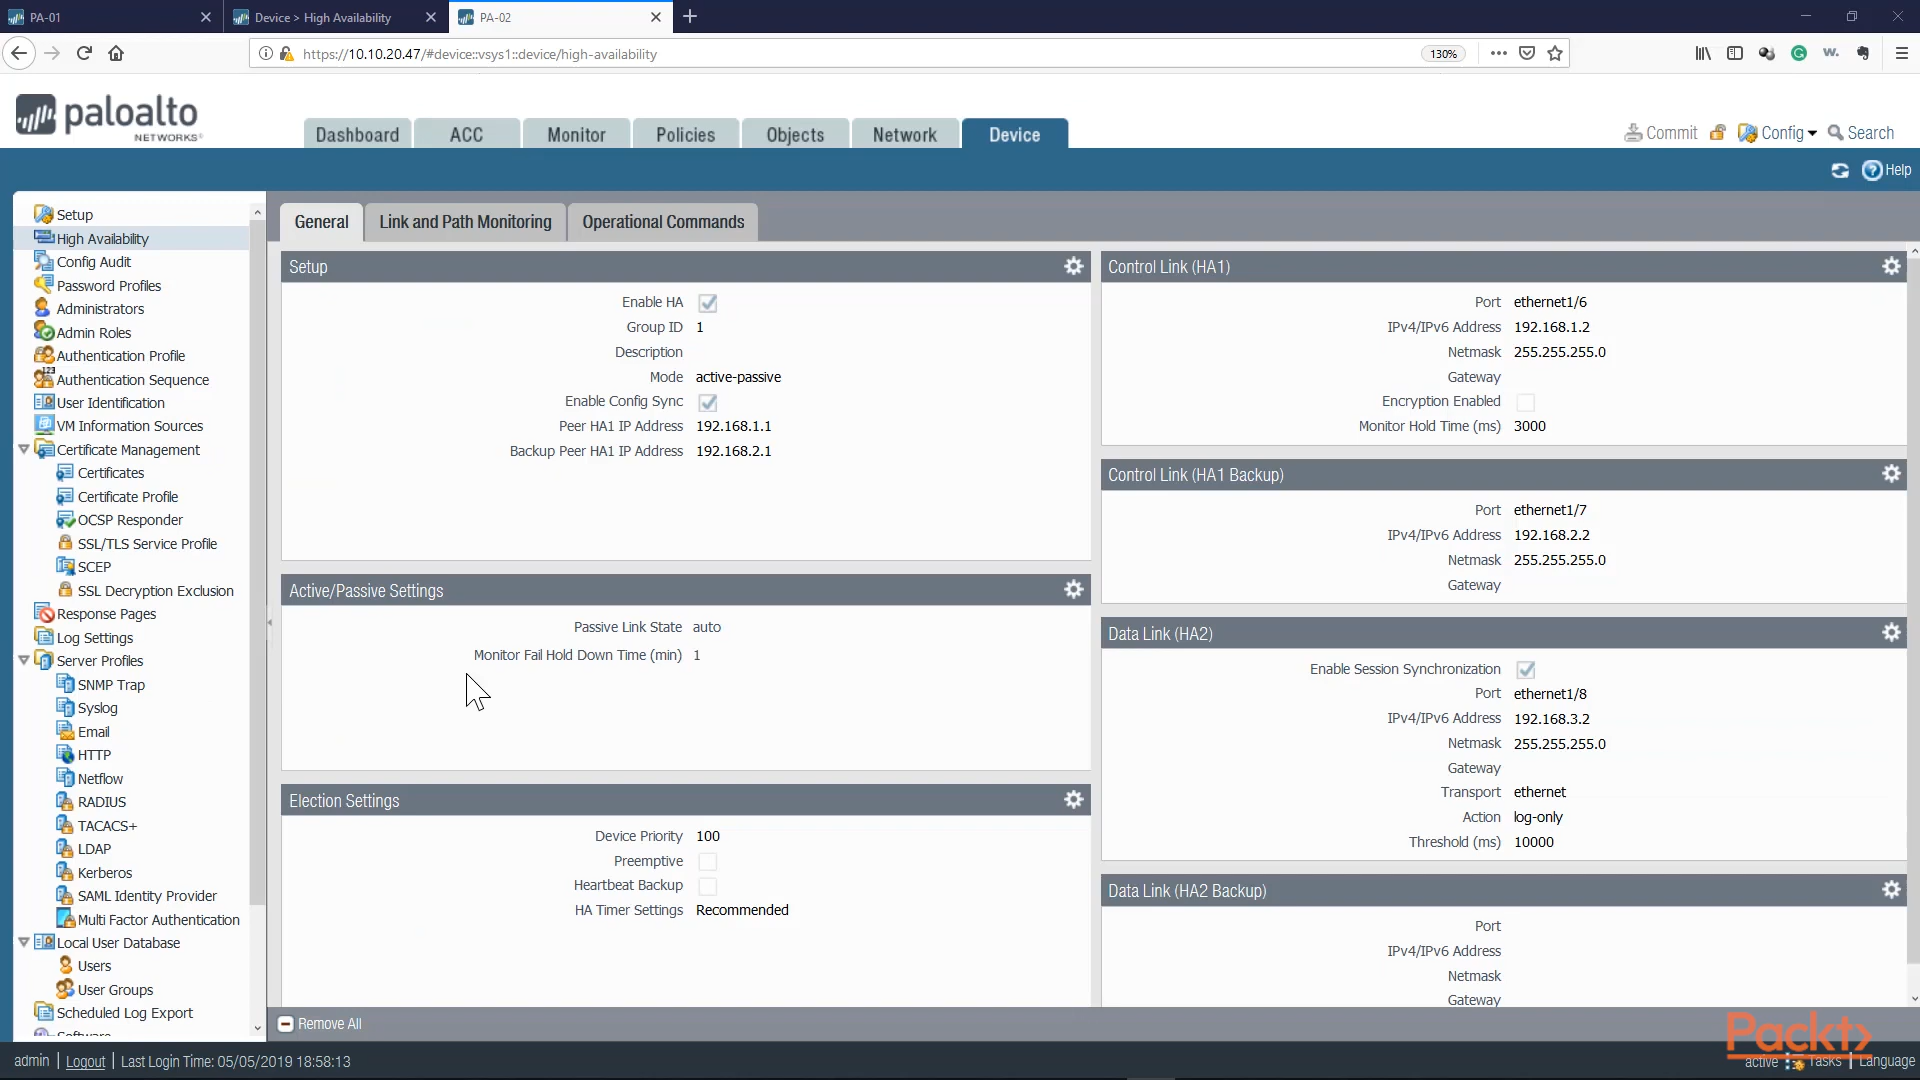 PA-01
Device > High Availability
PA-02
https://10.10.20.47/#device::vsys1::device/high-availability
130%
paloalto
NETWORKS
Dashboard
ACC
Monitor
Policies
Objects
Network
Device
Commit
Config
Search
Help
Setup
High Availability
Config Audit
Password Profiles
Administrators
Admin Roles
Authentication Profile
Authentication Sequence
User Identification
VM Information Sources
Certificate Management
Certificates
Certificate Profile
OCSP Responder
SSL/TLS Service Profile
SCEP
SSL Decryption Exclusion
Response Pages
Log Settings
Server Profiles
SNMP Trap
Syslog
Email
HTTP
Netflow
RADIUS
TACACS+
LDAP
Kerberos
SAML Identity Provider
Multi Factor Authentication
Local User Database
Users
User Groups
Scheduled Log Export
Software
General
Link and Path Monitoring
Operational Commands
Setup
Enable HA
Group ID 1
Description
Mode active-passive
Enable Config Sync
Peer HA1 IP Address 192.168.1.1
Backup Peer HA1 IP Address 192.168.2.1
Active/Passive Settings
Passive Link State auto
Monitor Fail Hold Down Time (min) 1
Election Settings
Device Priority 100
Preemptive
Heartbeat Backup
HA Timer Settings Recommended
Control Link (HA1)
Port ethernet1/6
IPv4/IPv6 Address 192.168.1.2
Netmask 255.255.255.0
Gateway
Encryption Enabled
Monitor Hold Time (ms) 3000
Control Link (HA1 Backup)
Port ethernet1/7
IPv4/IPv6 Address 192.168.2.2
Netmask 255.255.255.0
Gateway
Data Link (HA2)
Enable Session Synchronization
Port ethernet1/8
IPv4/IPv6 Address 192.168.3.2
Netmask 255.255.255.0
Gateway
Transport ethernet
Action log-only
Threshold (ms) 10000
Data Link (HA2 Backup)
Port
IPv4/IPv6 Address
Netmask
Gateway
Remove All
Packt>
admin | Logout | Last Login Time: 05/05/2019 18:58:13
active Tasks | Language